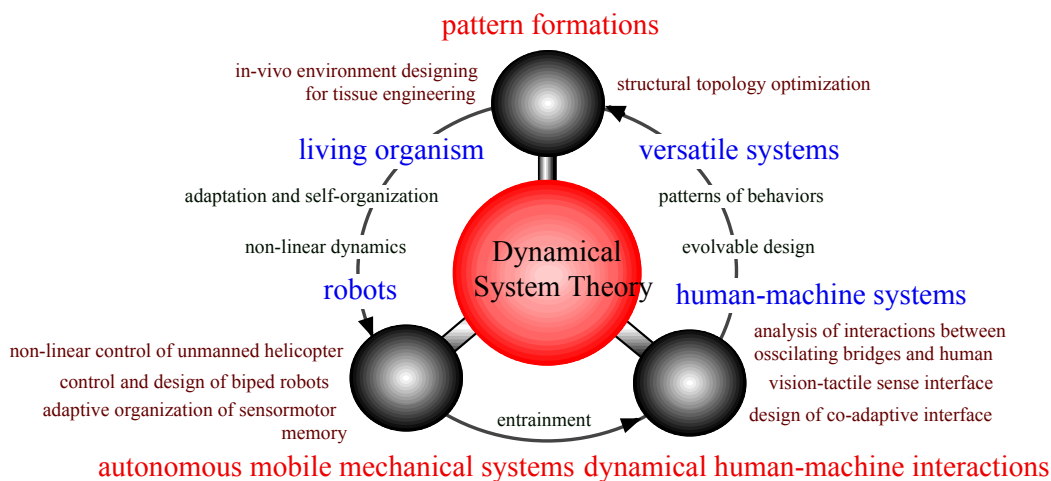 pattern formations
in-vivo environment designing
for tissue engineering
structural topology optimization
living organism
versatile systems
adaptation and self-organization
patterns of behaviors
non-linear dynamics
evolvable design
Dynamical
System Theory
robots
human-machine systems
non-linear control of unmanned helicopter
control and design of biped robots
adaptive organization of sensormotor
memory
analysis of interactions between
osscilating bridges and human
vision-tactile sense interface
design of co-adaptive interface
entrainment
autonomous mobile mechanical systems
dynamical human-machine interactions